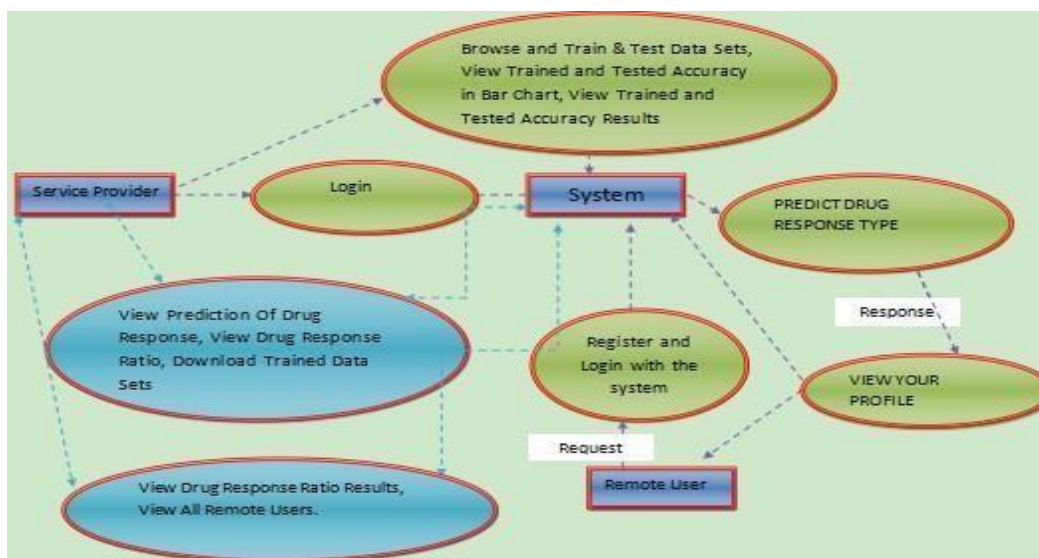 Browse and Train & Test Data Sets,
View Trained and Tested Accuracy
in Bar Chart, View Trained and
Tested Accuracy Results
Service Provider
Login
System
PREDICT DRUG
RESPONSE TYPE
View Prediction Of Drug
Response, View Drug Response
Ratio, Download Trained Data
Sets
Response
Register and
Login with the
system
VIEW YOUR
PROFILE
Request
Remote User
View Drug Response Ratio Results,
View All Remote Users.